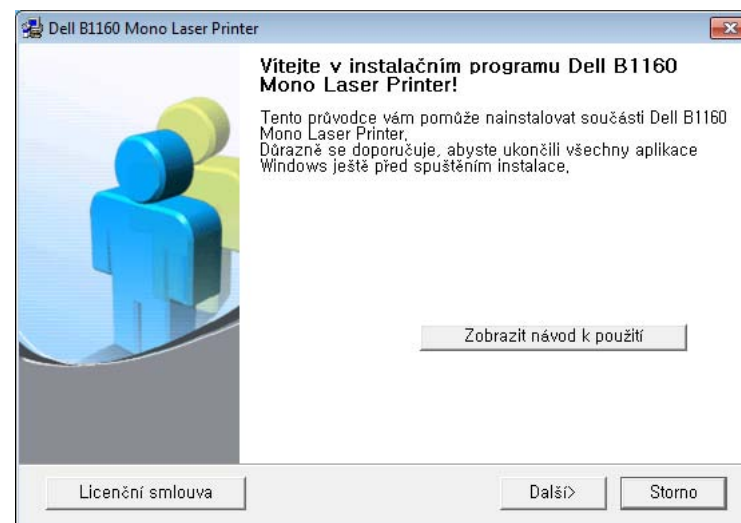 Dell B1160 Mono Laser Printer
Vítejte v instalačním programu Dell B1160
Mono Laser Printer!
Tento průvodce vám pomůže nainstalovat součásti Dell B1160
Mono Laser Printer.
Důrazně se doporučuje, abyste ukončili všechny aplikace
Windows ještě před spuštěním instalace.
Zobrazit návod k použití
Licenční smlouva
Další>
Storno